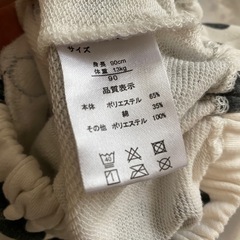 サイズ
身長 90cm
体重 13kg
90
品質表示
本体 ポリエステル 65%
綿 35%
その他 ポリエステル 100%
40